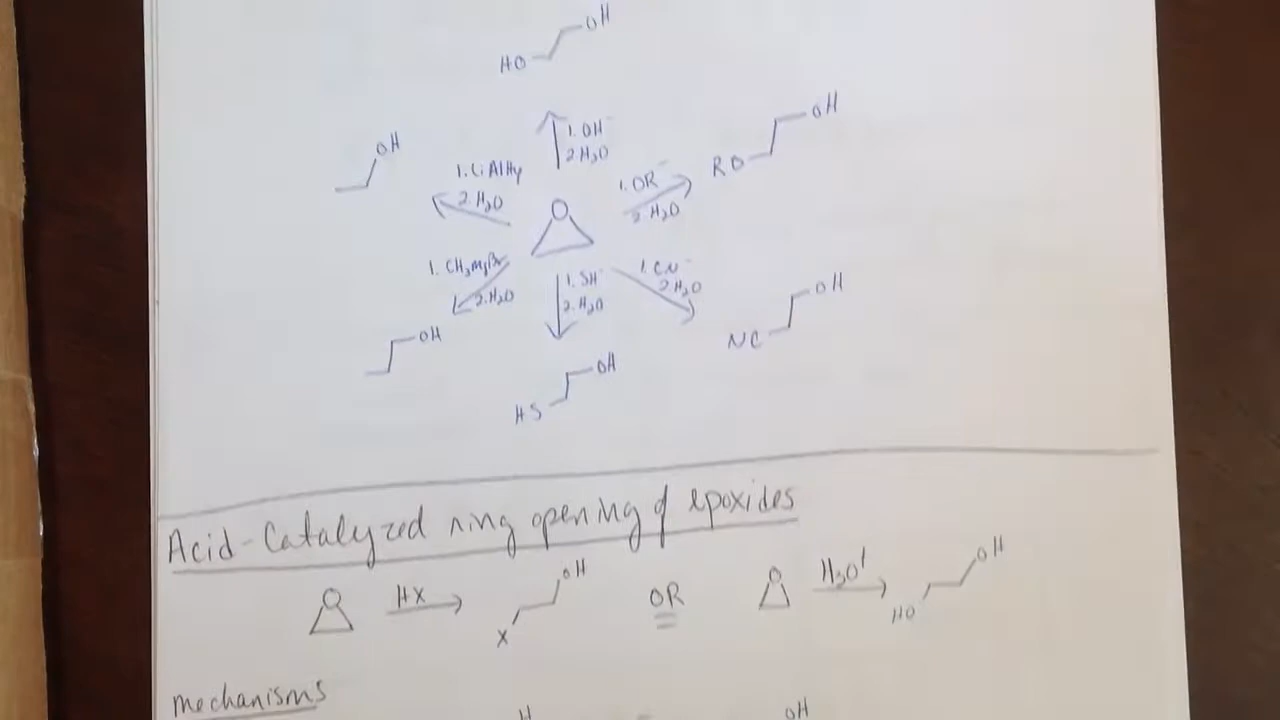 OH
HO
1. OH⁻
2 H₂O
OH
1. LiAlH₄
2. H₂O
O
1. OR⁻
2. H₂O
OH
RO
1. CH₃MgBr
2. H₂O
OH
1. SH⁻
2. H₂O
OH
HS
1. CN⁻
2 H₂O
OH
NC
Acid-Catalyzed ring opening of epoxides
O HX OH X OR O H₃O⁺ OH HO
mechanisms
H OH